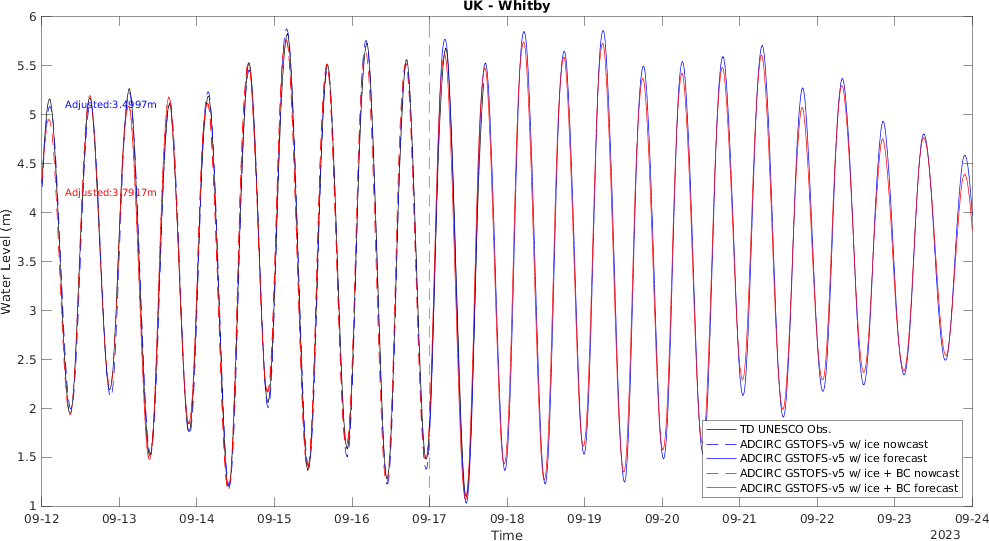 UK - Whitby
6
5.5
5
4.5
4
3.5
3
2.5
2
1.5
1
Water Level (m)
Adjusted:3.4997m
Adjusted:3.7917m
TD UNESCO Obs.
ADCIRC GSTOFS-v5 w/ ice nowcast
ADCIRC GSTOFS-v5 w/ ice forecast
ADCIRC GSTOFS-v5 w/ ice + BC nowcast
ADCIRC GSTOFS-v5 w/ ice + BC forecast
09-12 09-13 09-14 09-15 09-16 09-17 09-18 09-19 09-20 09-21 09-22 09-23 09-24
Time
2023